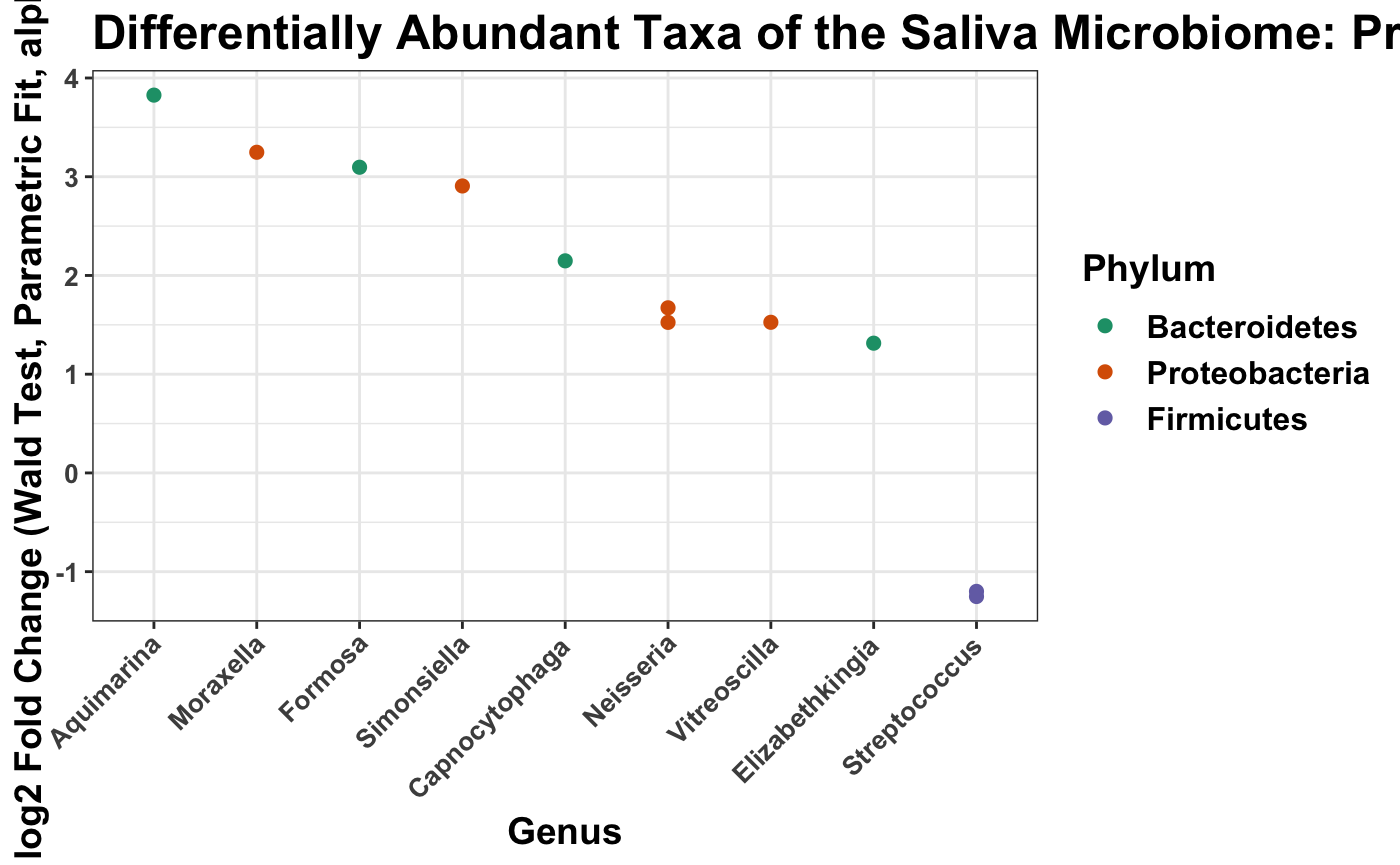 Differentially Abundant Taxa of the Saliva Microbiome: Pr
log2 Fold Change (Wald Test, Parametric Fit, alp
4
3
2
1
0
-1
Aquimarina
Moraxella
Formosa
Simonsiella
Capnocytophaga
Neisseria
Vitreoscilla
Elizabethkingia
Streptococcus
Genus
Phylum
Bacteroidetes
Proteobacteria
Firmicutes